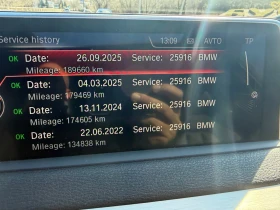 Service history 13:09 AUTO TP
OK Date: 26.09.2025 Service: 25916 BMW
Mileage: 189660 km
OK Date: 04.03.2025 Service: 25916 BMW
Mileage: 179469 km
OK Date: 13.11.2024 Service: 25916 BMW
Mileage: 174605 km
OK Date: 22.06.2022 Service: 25916 BMW
Mileage: 134838 km